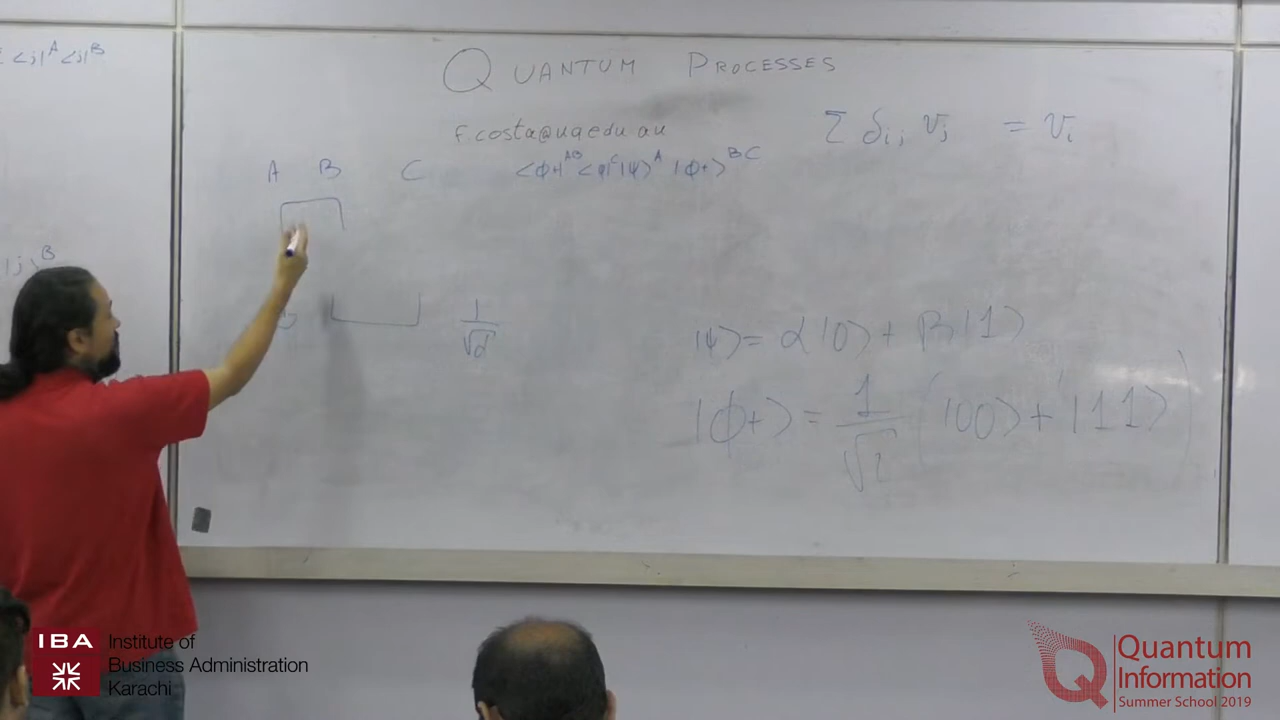 <j|ᴬ <j|ᴮ
QUANTUM PROCESSES
f.costa@uq.edu.au
Σ δij vj = vi
A B C
<ϕ+|ᴬᴮ <φ|ᶜ |ψ>ᴬ |ϕ+>ᴮᶜ
|j>ᴮ
1/√d
|ψ> = α|0> + β|1>
|ϕ+> = 1/√2 (|00> + |11>)
IBA
Institute of
Business Administration
Karachi
Quantum
Information
Summer School 2019